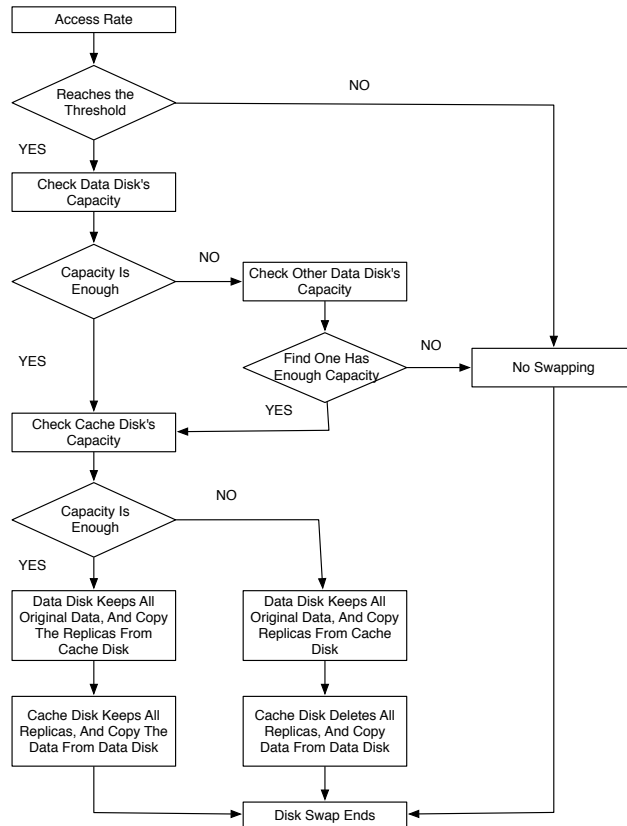 Access Rate
Reaches the
Threshold
NO
YES
Check Data Disk's
Capacity
Capacity Is
Enough
NO
Check Other Data Disk's
Capacity
YES
Find One Has
Enough Capacity
NO
No Swapping
YES
Check Cache Disk's
Capacity
Capacity Is
Enough
NO
YES
Data Disk Keeps All
Original Data, And Copy
The Replicas From
Cache Disk
Data Disk Keeps All
Original Data, And Copy
Replicas From Cache
Disk
Cache Disk Keeps All
Replicas, And Copy The
Data From Data Disk
Cache Disk Deletes All
Replicas, And Copy
Data From Data Disk
Disk Swap Ends